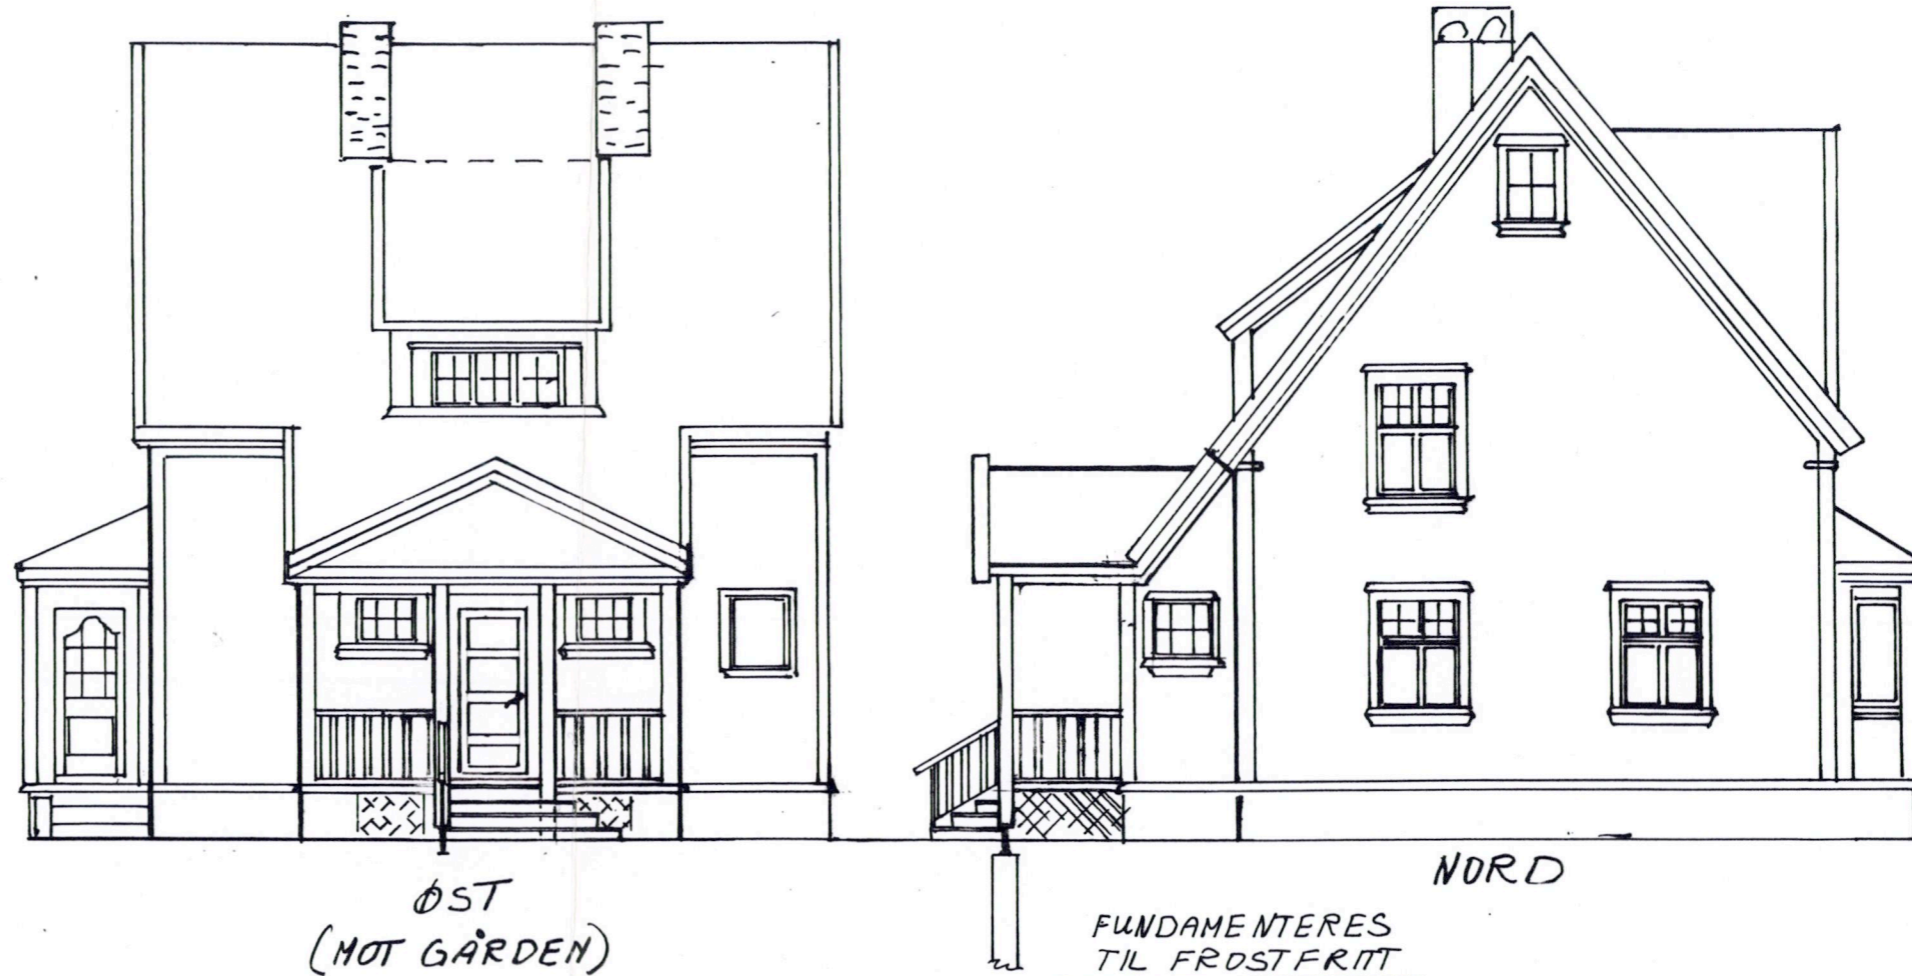 ØST
(MOT GÅRDEN)
NORD
FUNDAMENTERES
TIL FROSTFRITT